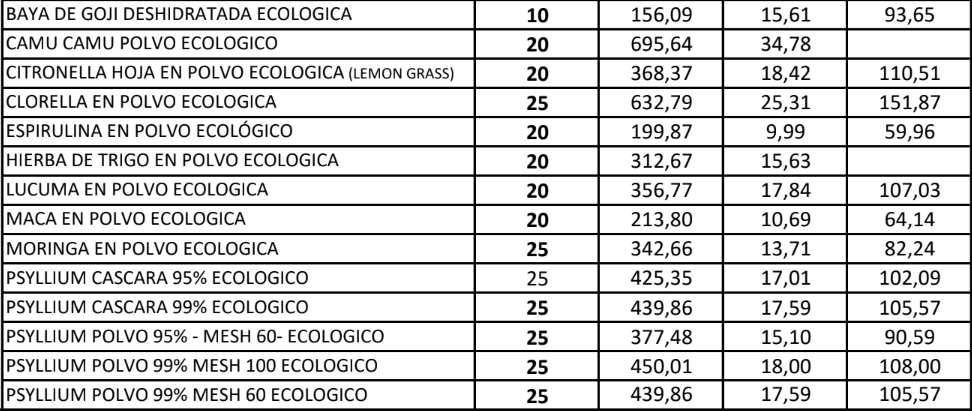 BAYA DE GOJI DESHIDRATADA ECOLOGICA 10 156,09 15,61 93,65
CAMU CAMU POLVO ECOLOGICO 20 695,64 34,78
CITRONELLA HOJA EN POLVO ECOLOGICA (LEMON GRASS) 20 368,37 18,42 110,51
CLORELLA EN POLVO ECOLOGICA 25 632,79 25,31 151,87
ESPIRULINA EN POLVO ECOLÓGICO 20 199,87 9,99 59,96
HIERBA DE TRIGO EN POLVO ECOLOGICA 20 312,67 15,63
LUCUMA EN POLVO ECOLOGICA 20 356,77 17,84 107,03
MACA EN POLVO ECOLOGICA 20 213,80 10,69 64,14
MORINGA EN POLVO ECOLOGICA 25 342,66 13,71 82,24
PSYLLIUM CASCARA 95% ECOLOGICO 25 425,35 17,01 102,09
PSYLLIUM CASCARA 99% ECOLOGICO 25 439,86 17,59 105,57
PSYLLIUM POLVO 95% - MESH 60- ECOLOGICO 25 377,48 15,10 90,59
PSYLLIUM POLVO 99% MESH 100 ECOLOGICO 25 450,01 18,00 108,00
PSYLLIUM POLVO 99% MESH 60 ECOLOGICO 25 439,86 17,59 105,57